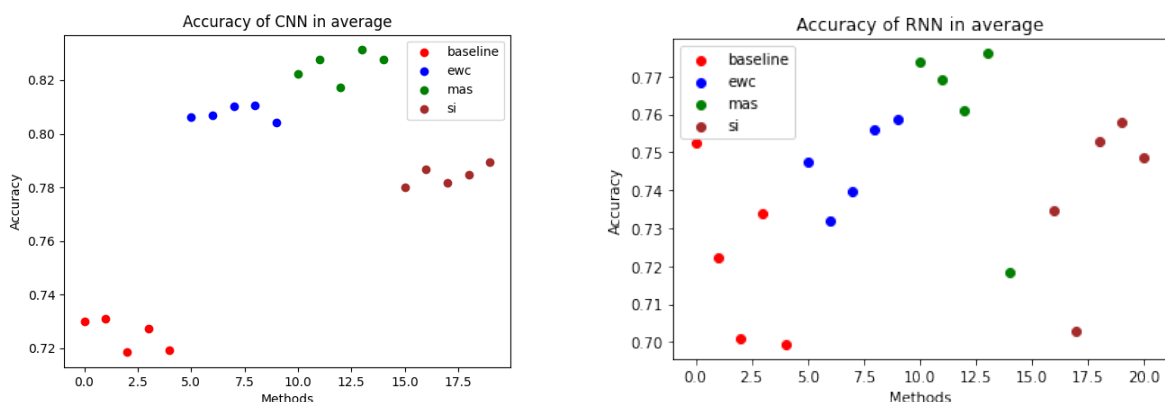 Accuracy of CNN in average
0.82
0.80
0.78
0.76
0.74
0.72
Accuracy
baseline
ewc
mas
si
0.0 2.5 5.0 7.5 10.0 12.5 15.0 17.5
Methods
Accuracy of RNN in average
0.77
0.76
0.75
0.74
0.73
0.72
0.71
0.70
Accuracy
baseline
ewc
mas
si
0.0 2.5 5.0 7.5 10.0 12.5 15.0 17.5 20.0
Methods